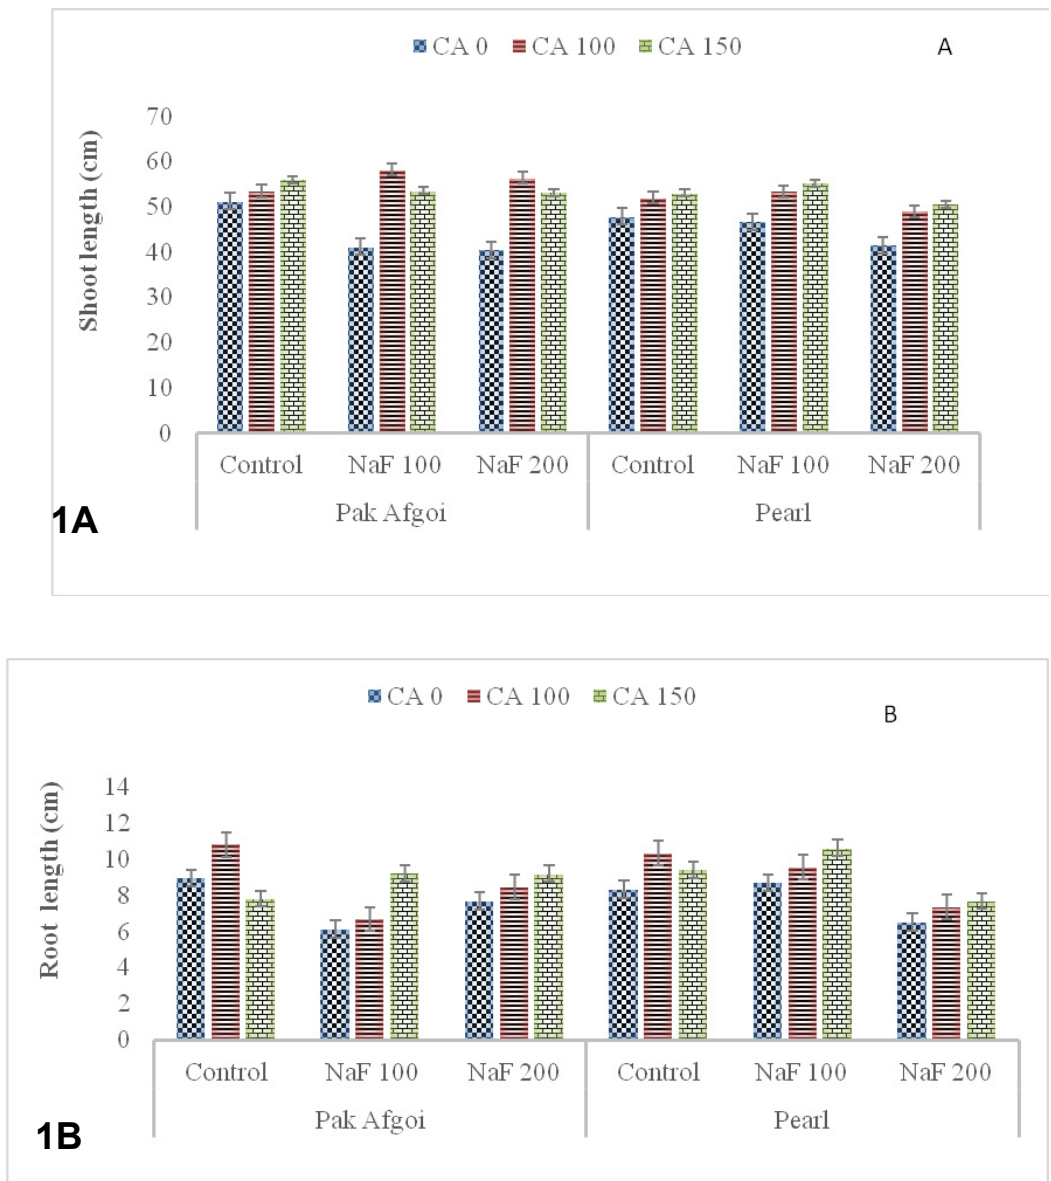 CA 0 CA 100 CA 150
A
Shoot length (cm)
70
60
50
40
30
20
10
0
Control NaF 100 NaF 200 Control NaF 100 NaF 200
Pak Afgoi Pearl
1A
CA 0 CA 100 CA 150
B
Root length (cm)
14
12
10
8
6
4
2
0
Control NaF 100 NaF 200 Control NaF 100 NaF 200
Pak Afgoi Pearl
1B